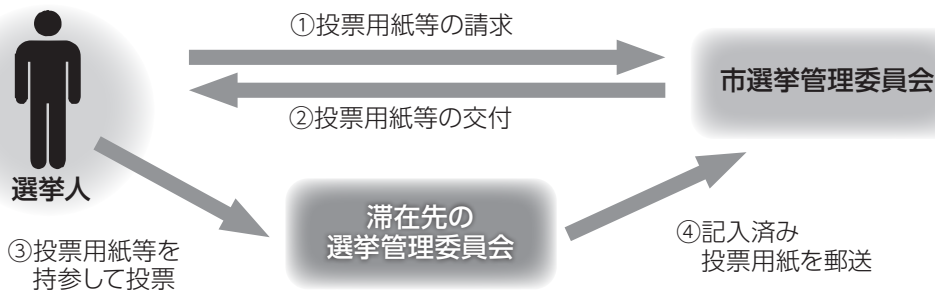 ①投票用紙等の請求
市選挙管理委員会
②投票用紙等の交付
選挙人
滞在先の
選挙管理委員会
③投票用紙等を
持参して投票
④記入済み
投票用紙を郵送